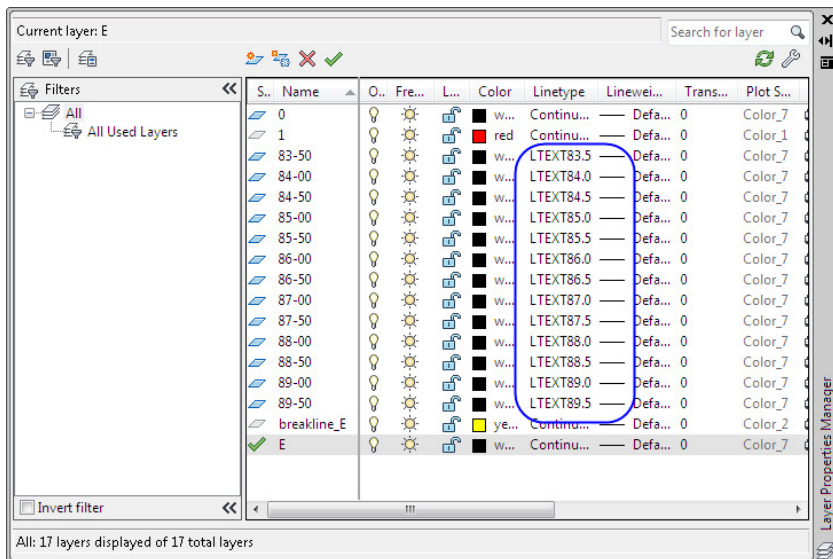 Current layer: E
Search for layer
Filters
All
All Used Layers
S.. Name O.. Fre... L... Color Linetype Linewei... Trans... Plot S...
0 w... Continu... Defa... 0 Color_7
1 red Continu... Defa... 0 Color_1
83-50 w... LTEXT83.5 Defa... 0 Color_7
84-00 w... LTEXT84.0 Defa... 0 Color_7
84-50 w... LTEXT84.5 Defa... 0 Color_7
85-00 w... LTEXT85.0 Defa... 0 Color_7
85-50 w... LTEXT85.5 Defa... 0 Color_7
86-00 w... LTEXT86.0 Defa... 0 Color_7
86-50 w... LTEXT86.5 Defa... 0 Color_7
87-00 w... LTEXT87.0 Defa... 0 Color_7
87-50 w... LTEXT87.5 Defa... 0 Color_7
88-00 w... LTEXT88.0 Defa... 0 Color_7
88-50 w... LTEXT88.5 Defa... 0 Color_7
89-00 w... LTEXT89.0 Defa... 0 Color_7
89-50 w... LTEXT89.5 Defa... 0 Color_7
breakline_E ye... Continu... Defa... 0 Color_2
E w... Continu... Defa... 0 Color_7
Invert filter
All: 17 layers displayed of 17 total layers
Layer Properties Manager